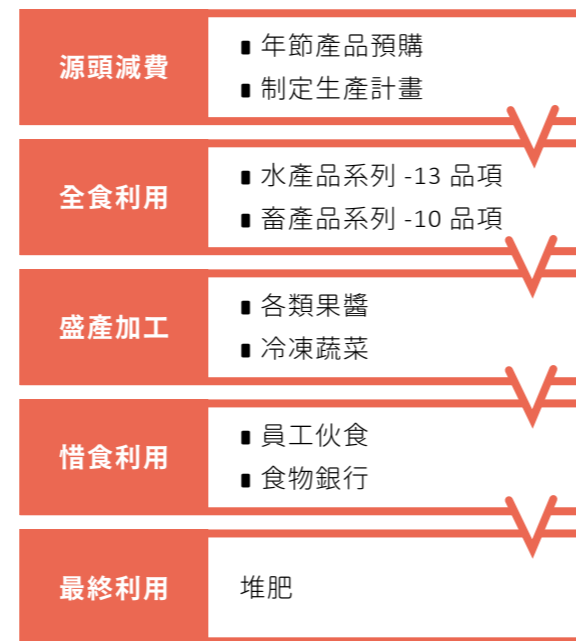 源頭減費
▮ 年節產品預購
▮ 制定生產計畫
全食利用
▮ 水產品系列 -13 品項
▮ 畜產品系列 -10 品項
盛產加工
▮ 各類果醬
▮ 冷凍蔬菜
惜食利用
▮ 員工伙食
▮ 食物銀行
最終利用
堆肥